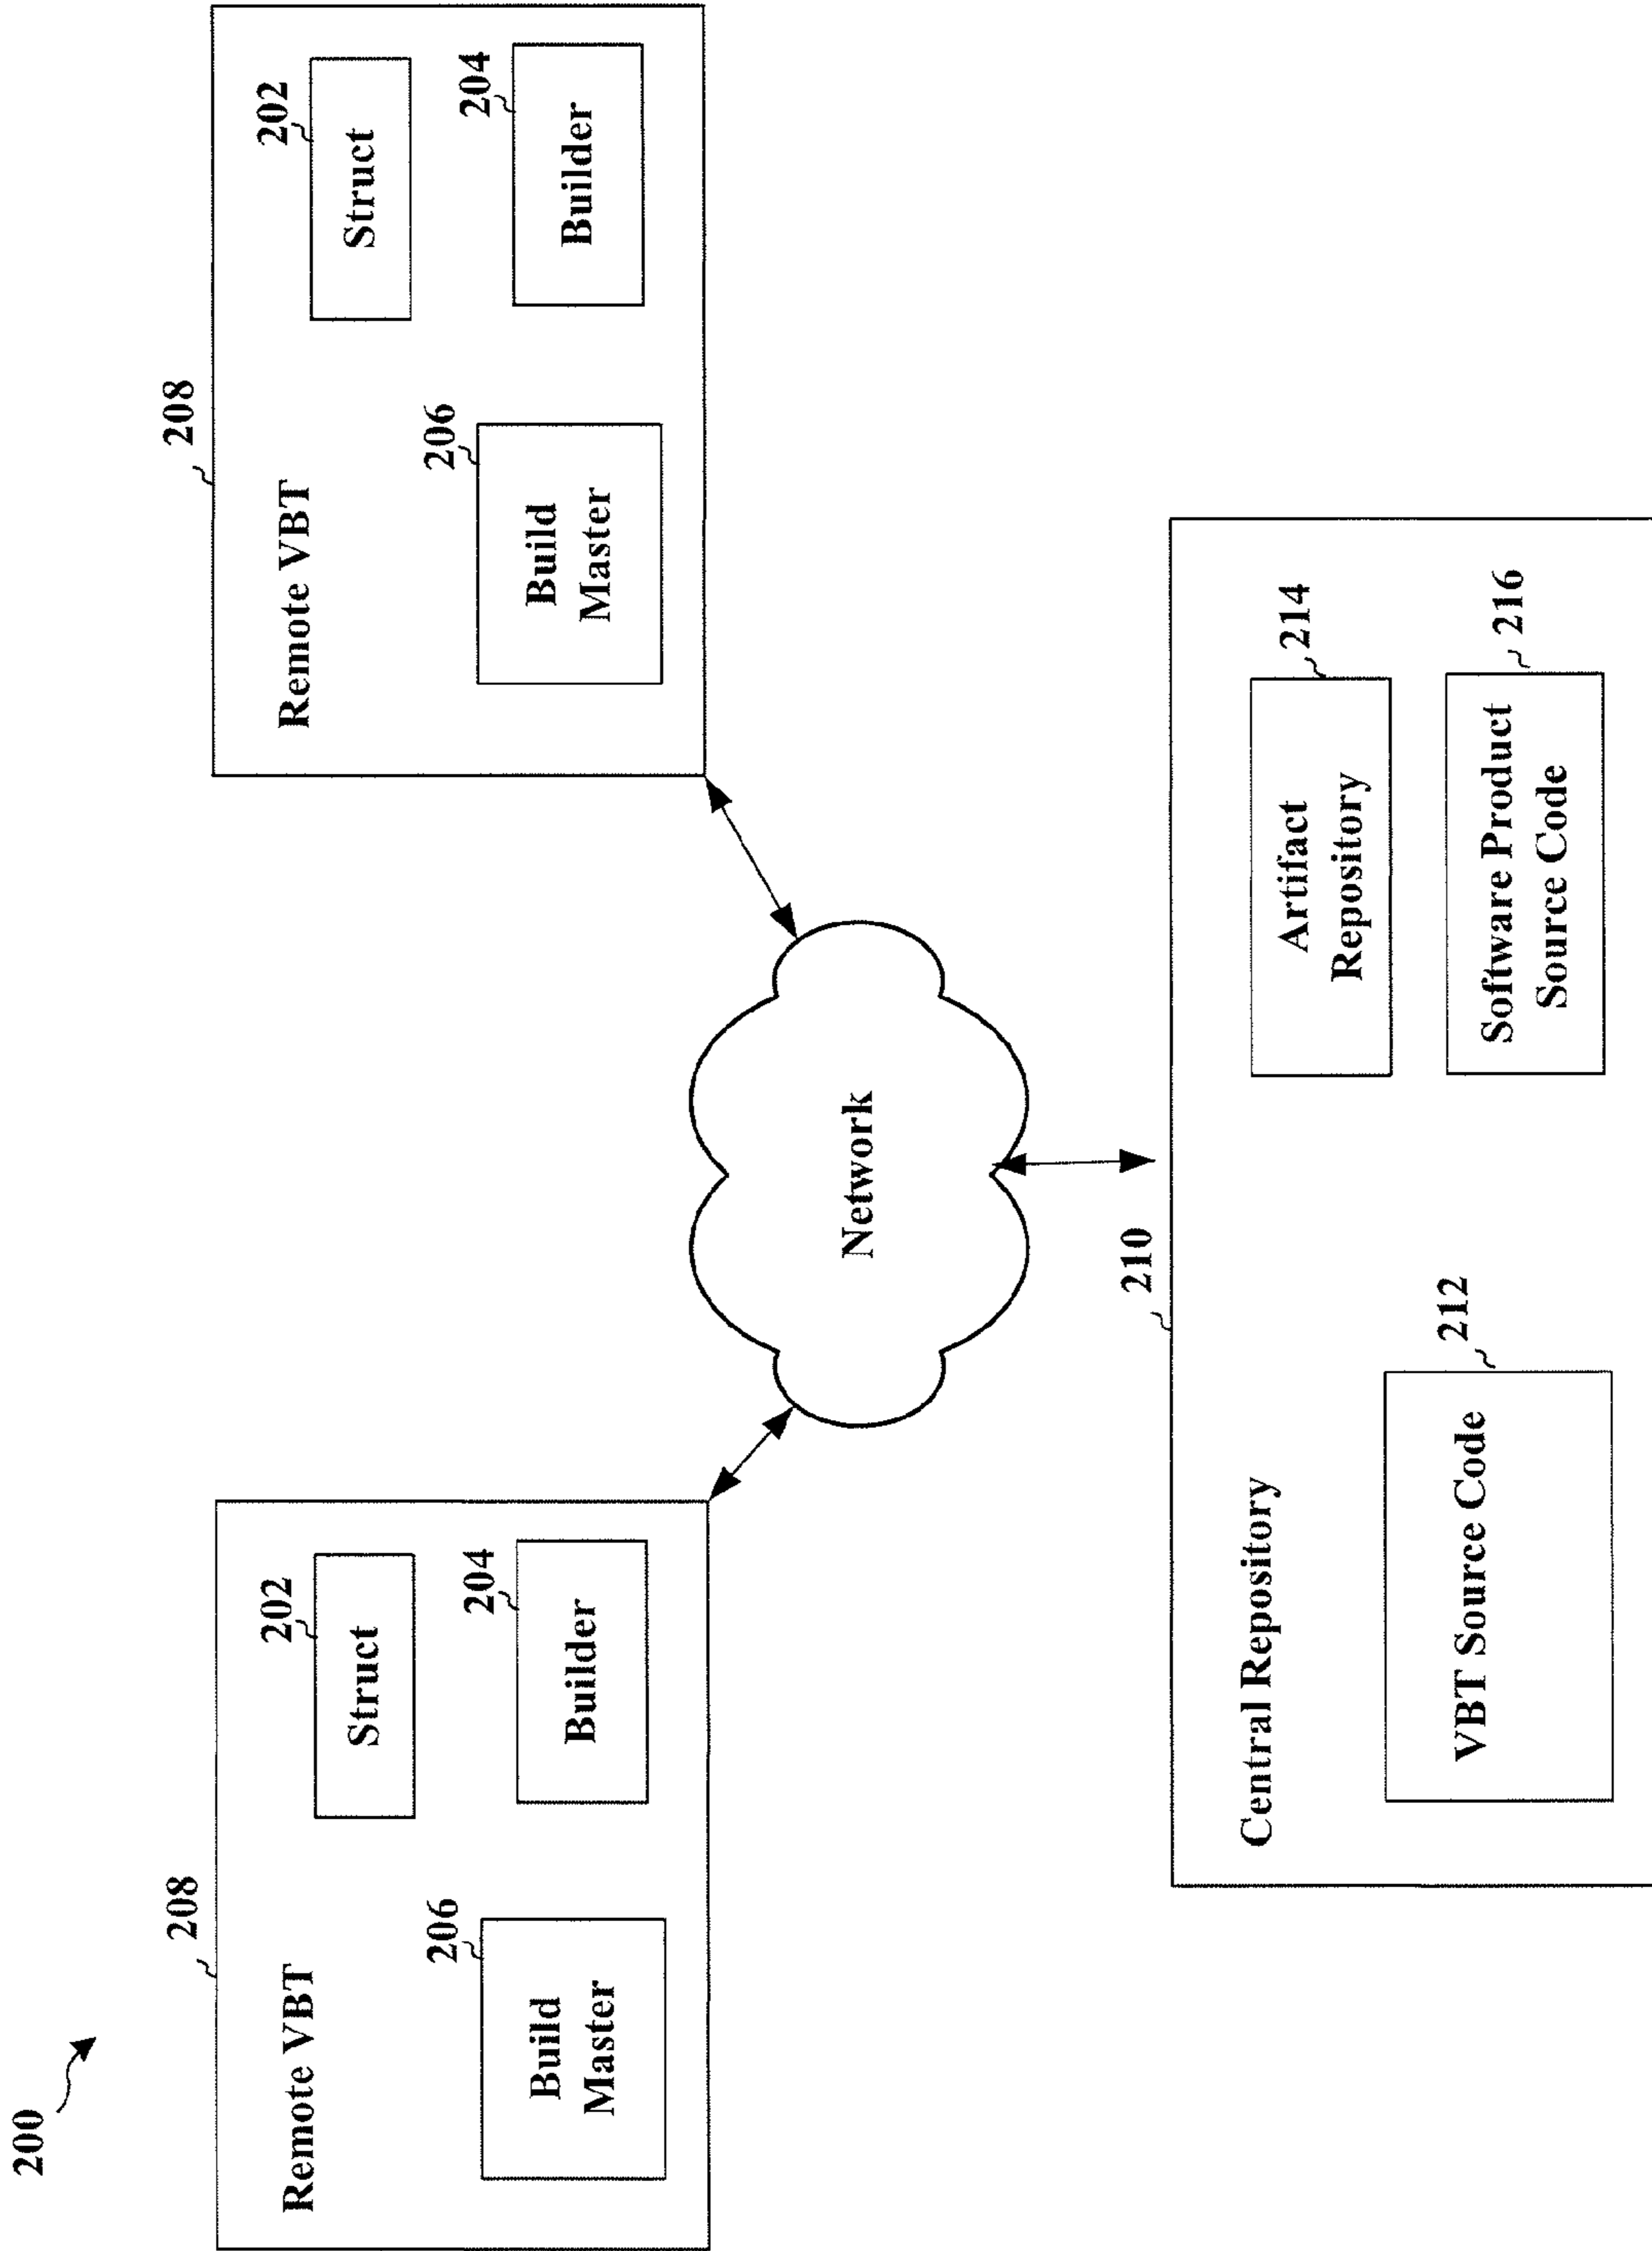 200
208
Remote VBT
202
Struct
206
Build
Master
204
Builder
208
Remote VBT
202
Struct
206
Build
Master
204
Builder
Network
210
Central Repository
212
VBT Source Code
214
Artifact
Repository
216
Software Product
Source Code